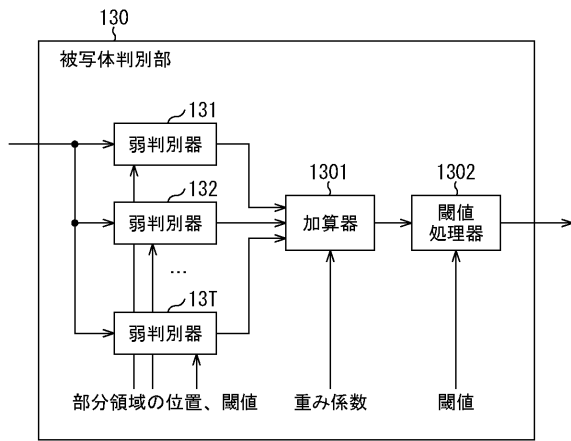 130
被写体判別部
131
弱判別器
132
弱判別器
...
13T
弱判別器
1301
加算器
1302
閾値
処理器
部分領域の位置、閾値
重み係数
閾値